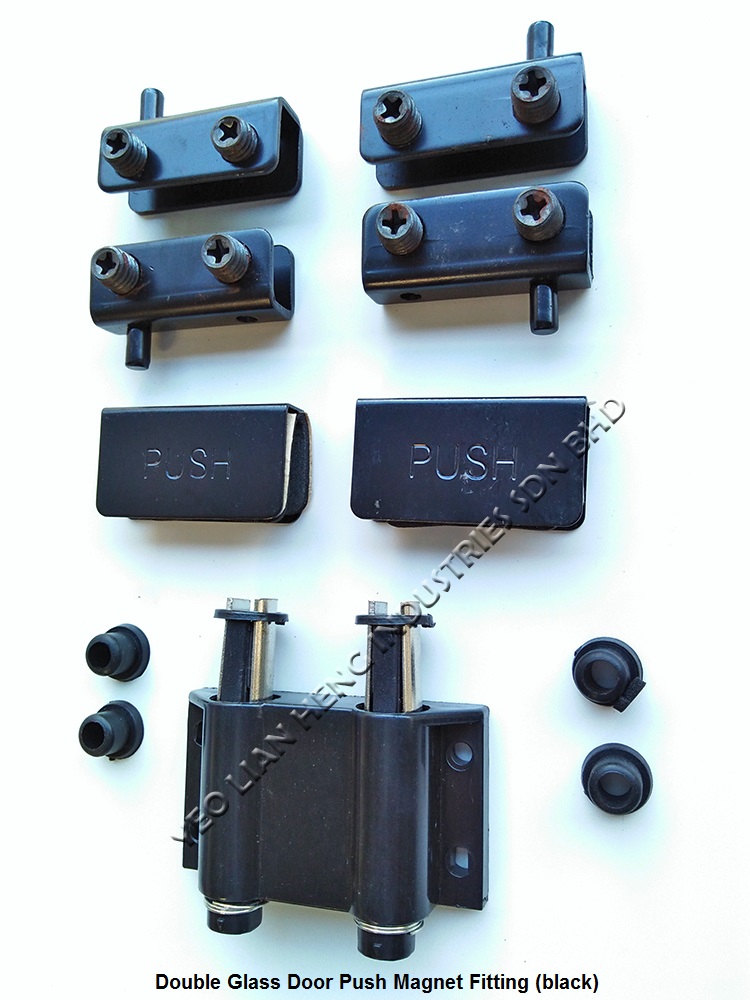 PUSH
PUSH
YEO LIAN HENG INDUSTRIES SDN BHD
Double Glass Door Push Magnet Fitting (black)